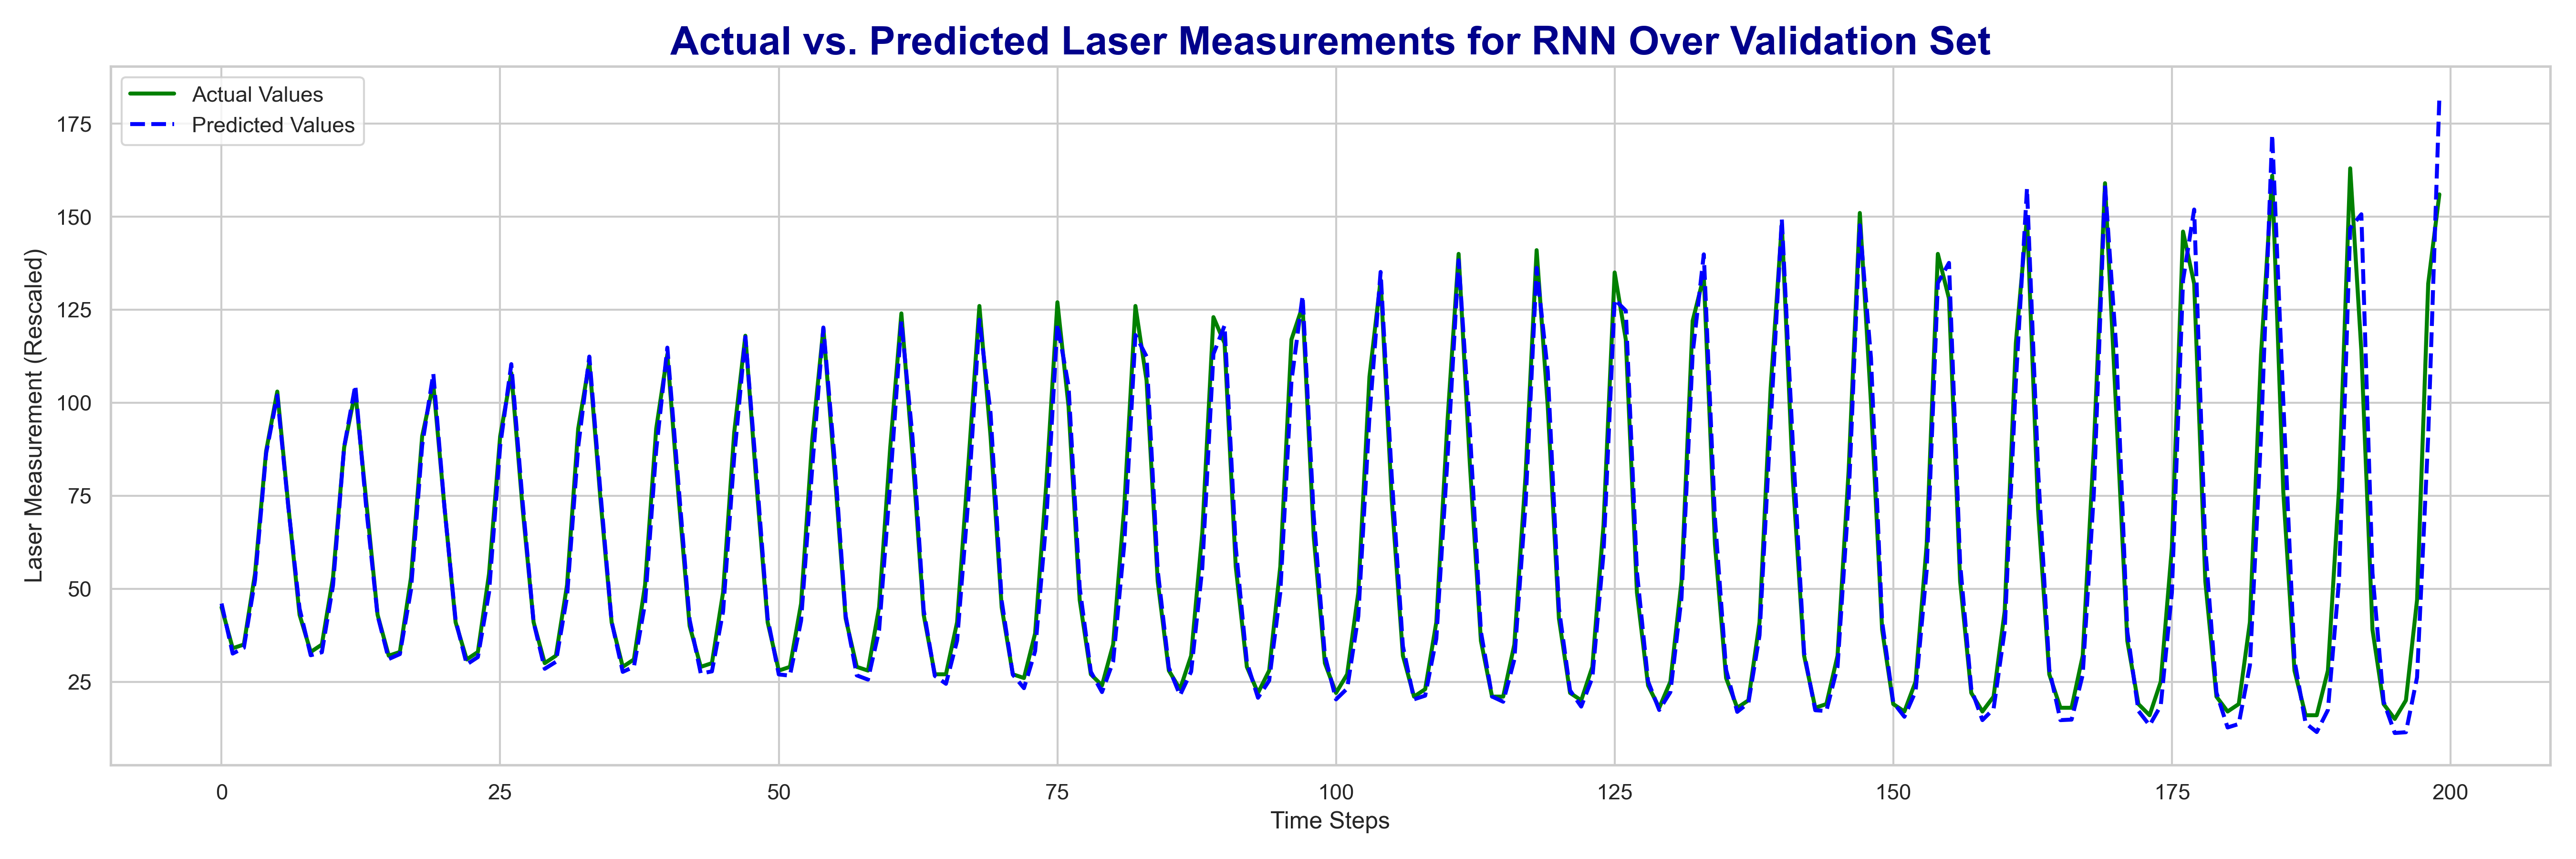 Actual vs. Predicted Laser Measurements for RNN Over Validation Set
Actual Values
Predicted Values
175
150
125
100
75
50
25
Laser Measurement (Rescaled)
0 25 50 75 100 125 150 175 200
Time Steps